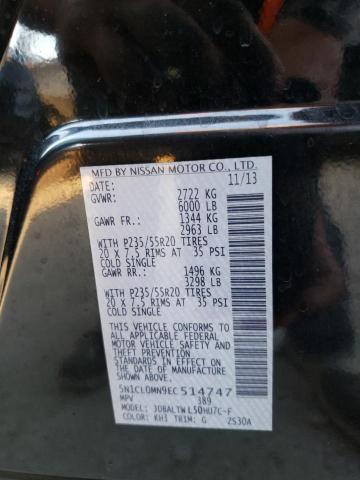 MFD BY NISSAN MOTOR CO., LTD.
DATE: 11/13
GVWR: 2722 KG
6000 LB
GAWR FR.: 1344 KG
2963 LB
WITH P235/55R20 TIRES
20 x 7.5 RIMS AT 35 PSI
COLD SINGLE
GAWR RR.: 1496 KG
3298 LB
WITH P235/55R20 TIRES
20 x 7.5 RIMS AT 35 PSI
COLD SINGLE
THIS VEHICLE CONFORMS TO
ALL APPLICABLE FEDERAL
MOTOR VEHICLE SAFETY AND
THEFT PREVENTION
STANDARDS IN EFFECT ON THE
DATE OF MANUFACTURE SHOWN
ABOVE.
5N1CL0MN9EC514747
MPV 389
MODEL: JOBALTWL50HU7C-F
COLOR: KH3 TRIM: G ZS30A